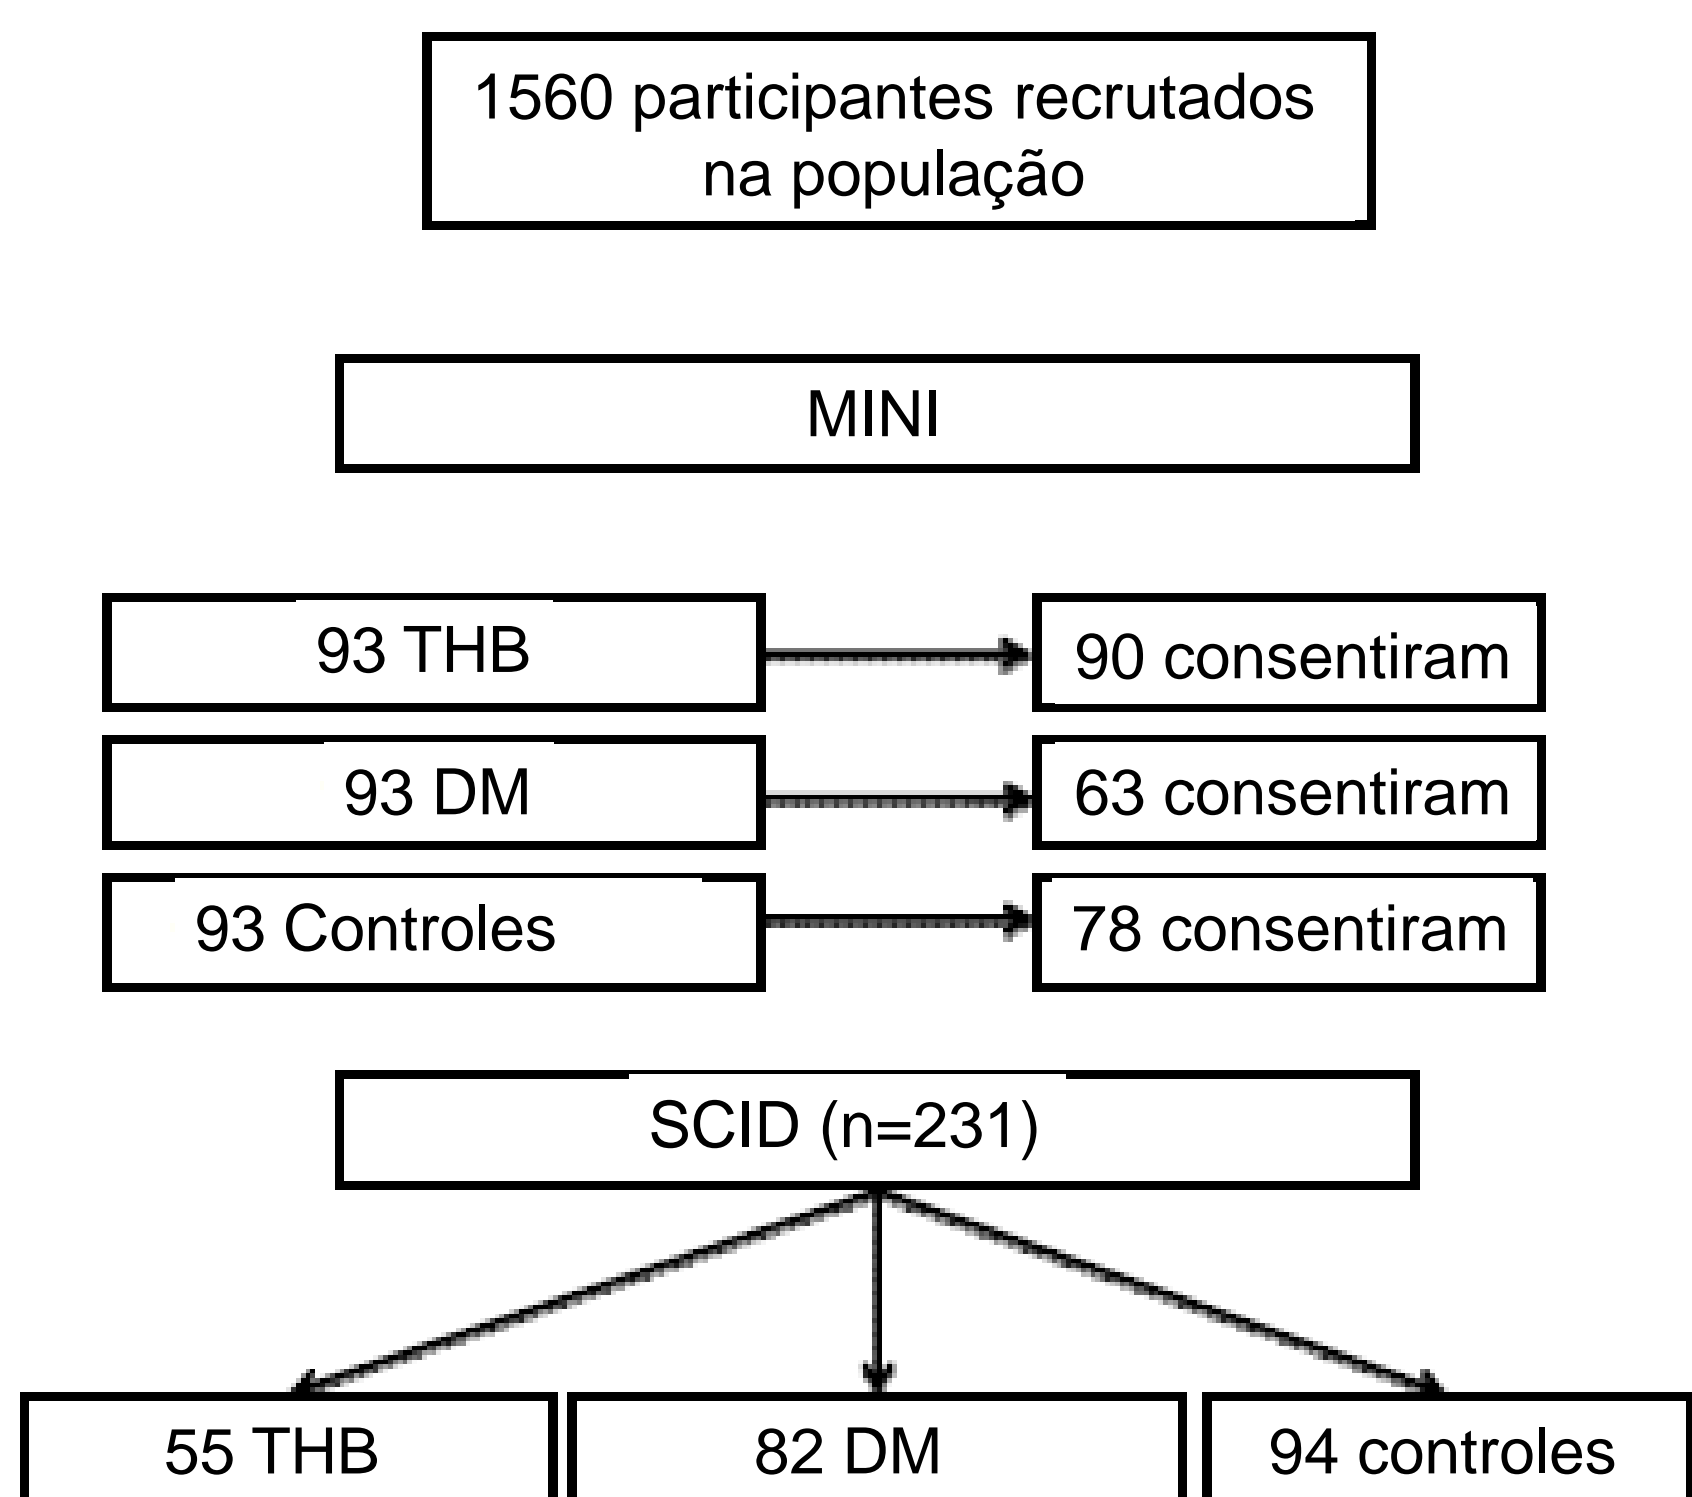 1560 participantes recrutados
na população
MINI
93 THB
90 consentiram
93 DM
63 consentiram
93 Controles
78 consentiram
SCID (n=231)
55 THB
82 DM
94 controles